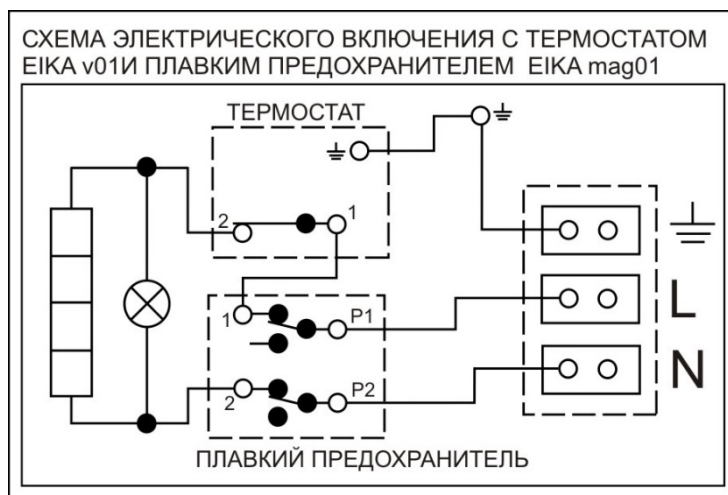 СХЕМА ЭЛЕКТРИЧЕСКОГО ВКЛЮЧЕНИЯ С ТЕРМОСТАТОМ
EIKA v01И ПЛАВКИМ ПРЕДОХРАНИТЕЛЕМ EIKA mag01
ТЕРМОСТАТ
2 1
1 P1
L
2 P2
N
ПЛАВКИЙ ПРЕДОХРАНИТЕЛЬ